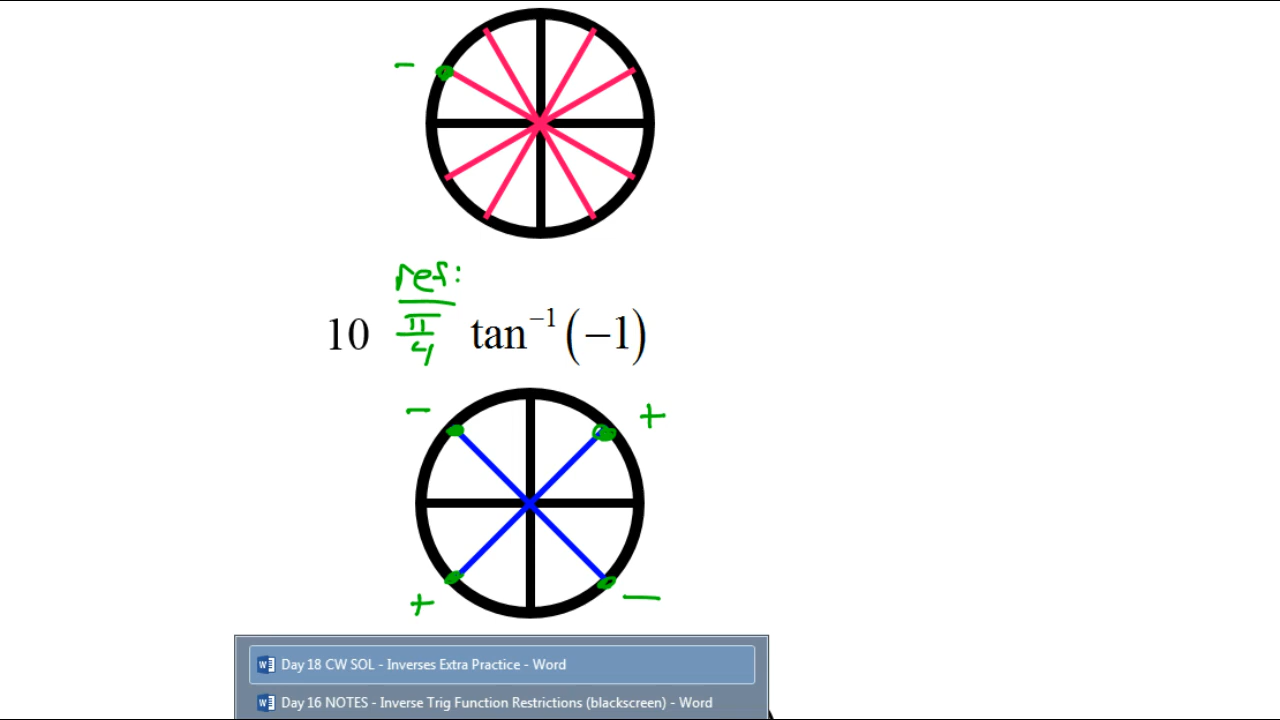 -
ref:
10 π/4 tan⁻¹(−1)
- +
+ -
Day 18 CW SOL - Inverses Extra Practice - Word
Day 16 NOTES - Inverse Trig Function Restrictions (blackscreen) - Word